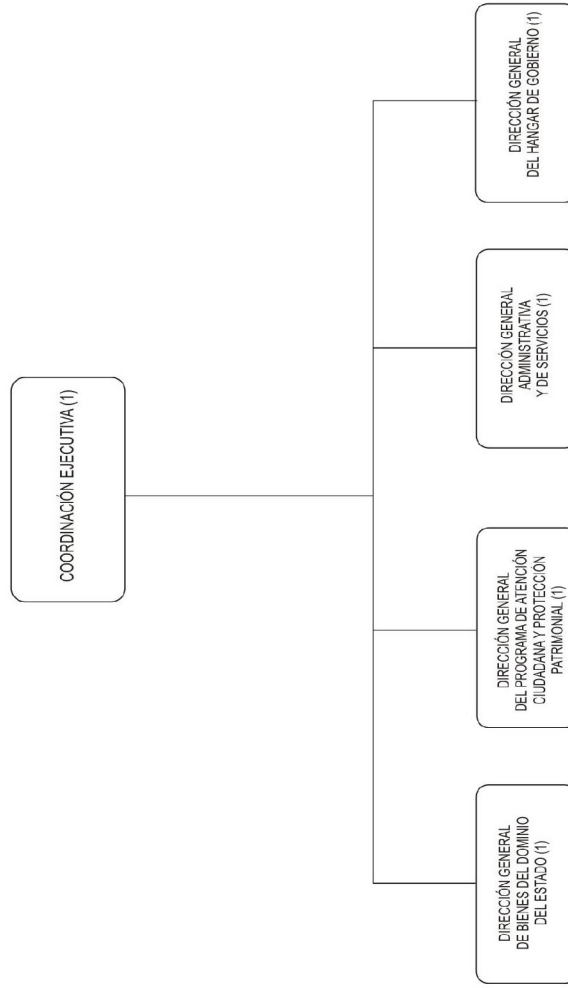 COORDINACIÓN EJECUTIVA (1)
DIRECCIÓN GENERAL
DE BIENES DEL DOMINIO
DEL ESTADO (1)
DIRECCIÓN GENERAL
DEL PROGRAMA DE ATENCIÓN
CIUDADANA Y PROTECCIÓN
PATRIMONIAL (1)
DIRECCIÓN GENERAL
ADMINISTRATIVA
Y DE SERVICIOS (1)
DIRECCIÓN GENERAL
DEL HANGAR DE GOBIERNO (1)